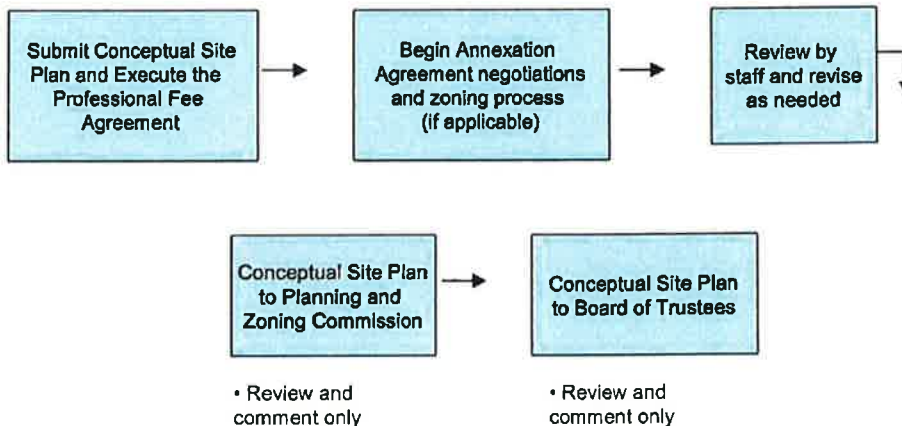 Submit Conceptual Site
Plan and Execute the
Professional Fee
Agreement
Begin Annexation
Agreement negotiations
and zoning process
(if applicable)
Review by
staff and revise
as needed
Conceptual Site Plan
to Planning and
Zoning Commission
• Review and
comment only
Conceptual Site Plan
to Board of Trustees
• Review and
comment only